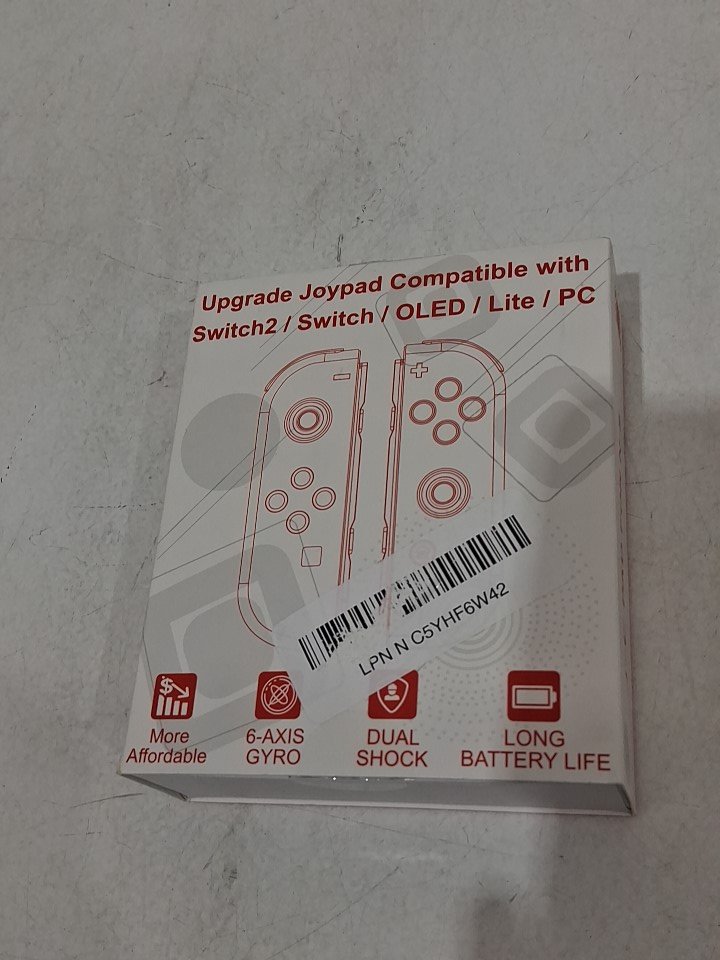 Upgrade Joypad Compatible with
Switch2 / Switch / OLED / Lite / PC
LPN N C5YHF6W42
More
Affordable
6-AXIS
GYRO
DUAL
SHOCK
LONG
BATTERY LIFE